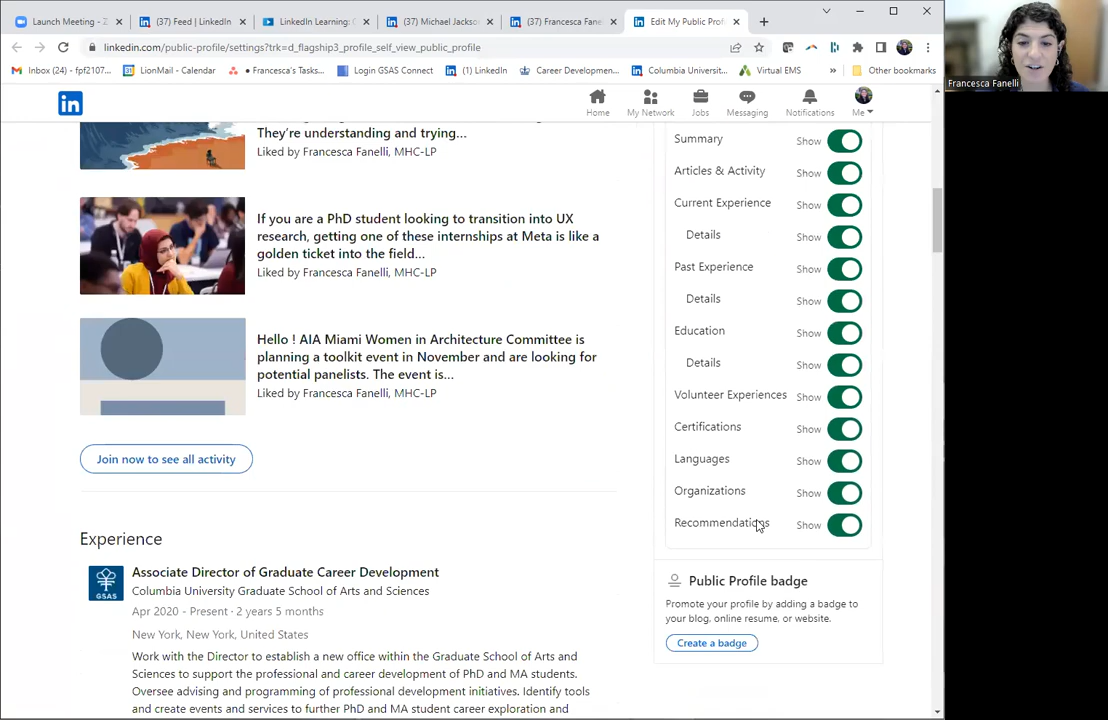 Launch Meeting - Z
(37) Feed | LinkedIn
LinkedIn Learning: C
(37) Michael Jackso
(37) Francesca Fane
Edit My Public Prof
linkedin.com/public-profile/settings?trk=d_flagship3_profile_self_view_public_profile
Inbox (24) - fpf2107...
LionMail - Calendar
Francesca's Tasks...
Login GSAS Connect
(1) LinkedIn
Career Developmen...
Columbia Universit...
Virtual EMS
Other bookmarks
Francesca Fanelli
in
Home
My Network
Jobs
Messaging
Notifications
Me
They're understanding and trying...
Liked by Francesca Fanelli, MHC-LP
If you are a PhD student looking to transition into UX
research, getting one of these internships at Meta is like a
golden ticket into the field...
Liked by Francesca Fanelli, MHC-LP
Hello ! AIA Miami Women in Architecture Committee is
planning a toolkit event in November and are looking for
potential panelists. The event is...
Liked by Francesca Fanelli, MHC-LP
Join now to see all activity
Experience
GSAS
Associate Director of Graduate Career Development
Columbia University Graduate School of Arts and Sciences
Apr 2020 - Present · 2 years 5 months
New York, New York, United States
Work with the Director to establish a new office within the Graduate School of Arts and
Sciences to support the professional and career development of PhD and MA students.
Oversee advising and programming of professional development initiatives. Identify tools
and create events and services to further PhD and MA student career exploration and
Summary Show
Articles & Activity Show
Current Experience Show
Details Show
Past Experience Show
Details Show
Education Show
Details Show
Volunteer Experiences Show
Certifications Show
Languages Show
Organizations Show
Recommendations Show
Public Profile badge
Promote your profile by adding a badge to
your blog, online resume, or website.
Create a badge